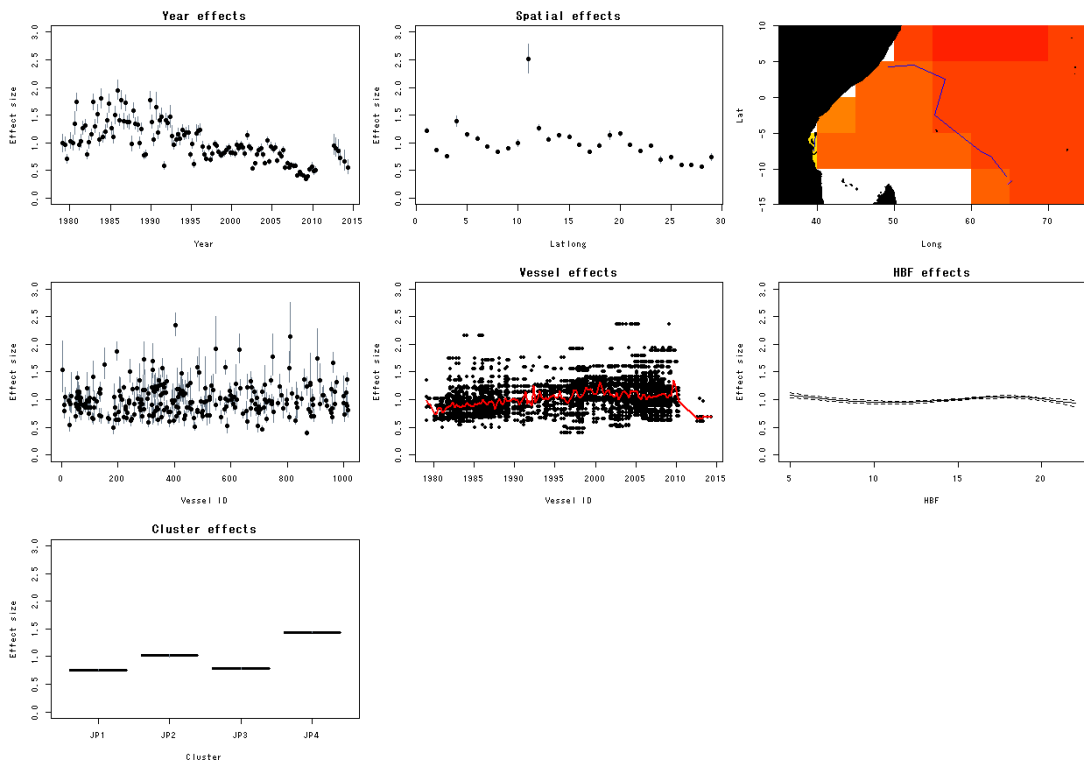 Year effects
Effect size
0.0 0.5 1.0 1.5 2.0 2.5 3.0
1980 1985 1990 1995 2000 2005 2010 2015
Year
Spatial effects
Effect size
0.0 0.5 1.0 1.5 2.0 2.5 3.0
0 5 10 15 20 25 30
Latlong
Lat
-15 -10 -5 0 5 10
40 50 60 70
Long
Effect size
0.0 0.5 1.0 1.5 2.0 2.5 3.0
0 200 400 600 800 1000
Vessel ID
Vessel effects
Effect size
0.0 0.5 1.0 1.5 2.0 2.5 3.0
1980 1985 1990 1995 2000 2005 2010 2015
Vessel ID
HBF effects
Effect size
0.0 0.5 1.0 1.5 2.0 2.5 3.0
5 10 15 20
HBF
Cluster effects
Effect size
0.0 0.5 1.0 1.5 2.0 2.5 3.0
JP1 JP2 JP3 JP4
Cluster